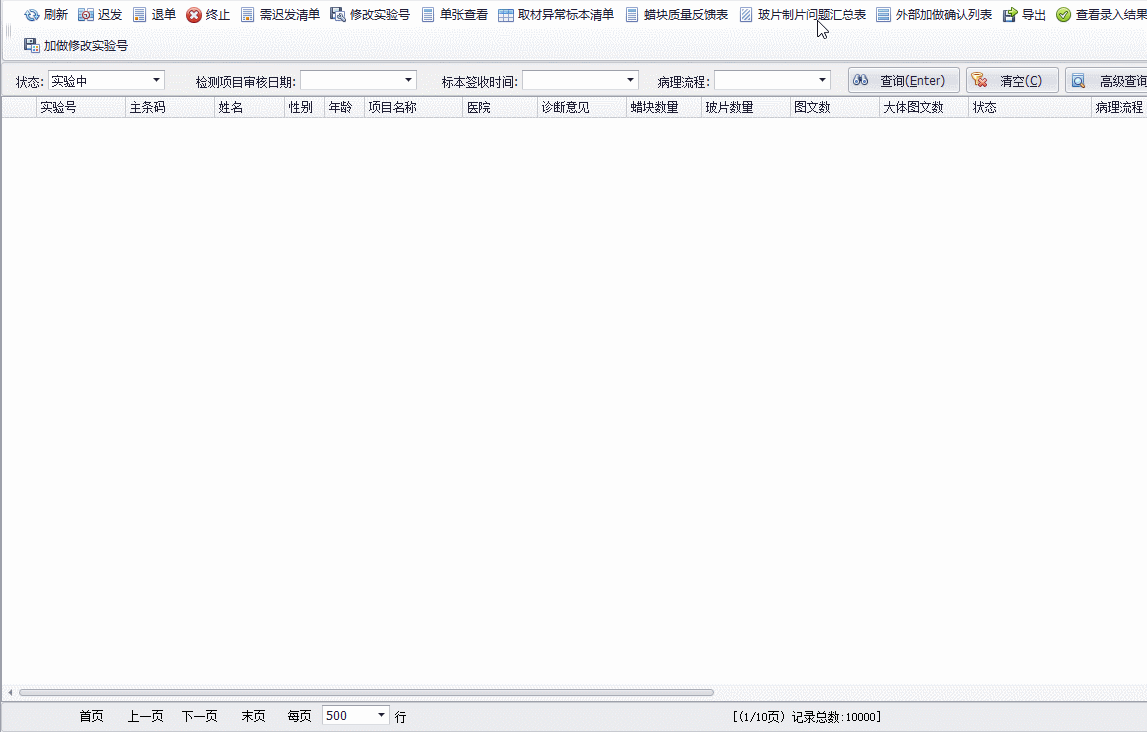 刷新 迟发 退单 终止 需迟发清单 修改实验号 单张查看 取材异常标本清单 蜡块质量反馈表 玻片制片问题汇总表 外部加做确认列表 导出 查看录入结果
加做修改实验号
状态: 实验中 检测项目审核日期: 标本签收时间: 病理流程: 查询(Enter) 清空(C) 高级查询
实验号 主条码 姓名 性别 年龄 项目名称 医院 诊断意见 蜡块数量 玻片数量 图文数 大体图文数 状态 病理流程
首页 上一页 下一页 末页 每页 500 行 [(1/10页) 记录总数:10000]